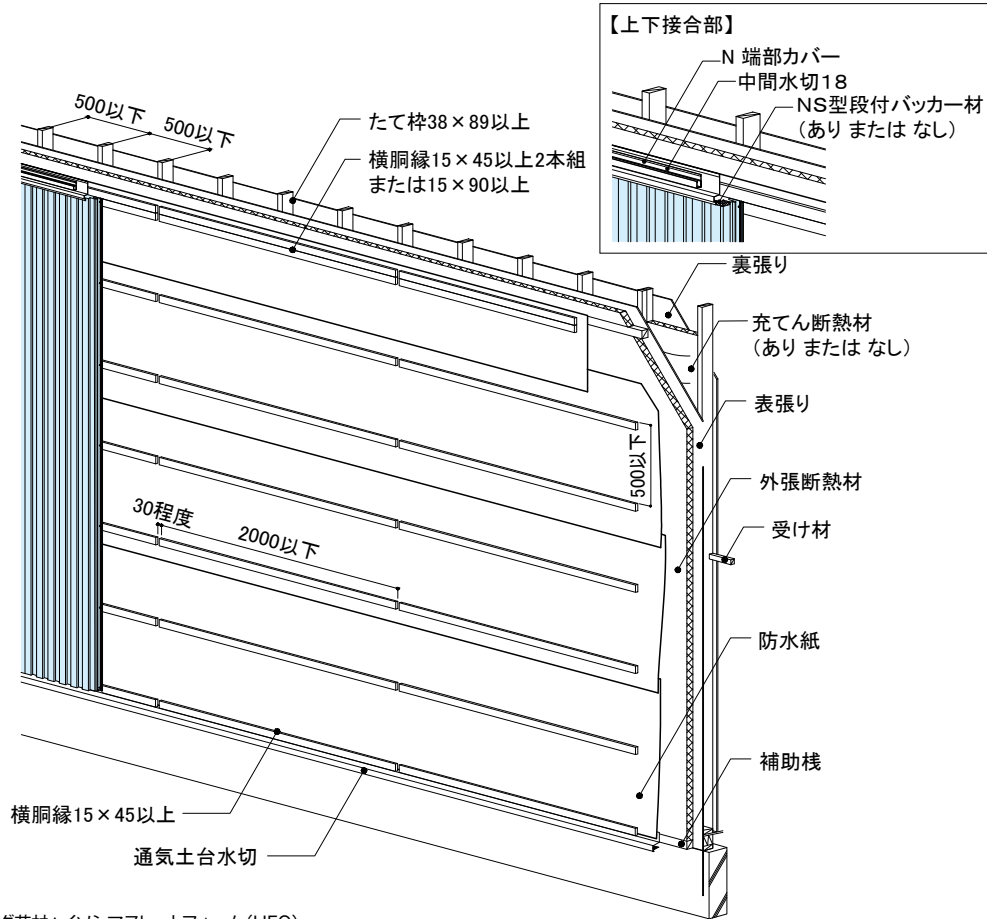 【上下接合部】
N 端部カバー
中間水切18
NS型段付バッカー材
(あり または なし)
500以下
500以下
たて枠38×89以上
横胴縁15×45以上2本組
または15×90以上
裏張り
充てん断熱材
(あり または なし)
表張り
500以下
外張断熱材
受け材
30程度
2000以下
防水紙
補助桟
横胴縁15×45以上
通気土台水切